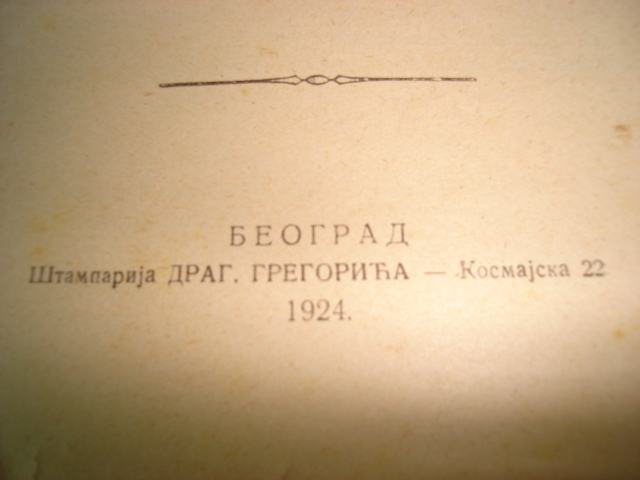 БЕОГРАД
Штампарија ДРАГ. ГРЕГОРИЋА — Космајска 22
1924.